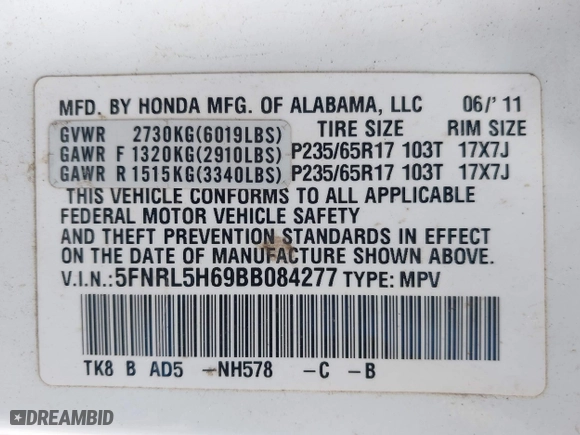 MFD. BY HONDA MFG. OF ALABAMA, LLC 06/'11
TIRE SIZE RIM SIZE
GVWR 2730KG(6019LBS)
GAWR F 1320KG(2910LBS) P235/65R17 103T 17X7J
GAWR R 1515KG(3340LBS) P235/65R17 103T 17X7J
THIS VEHICLE CONFORMS TO ALL APPLICABLE
FEDERAL MOTOR VEHICLE SAFETY
AND THEFT PREVENTION STANDARDS IN EFFECT
ON THE DATE OF MANUFACTURE SHOWN ABOVE.
V.I.N.: 5FNRL5H69BB084277 TYPE: MPV
TK8 B AD5 -NH578 -C -B
DREAMBID